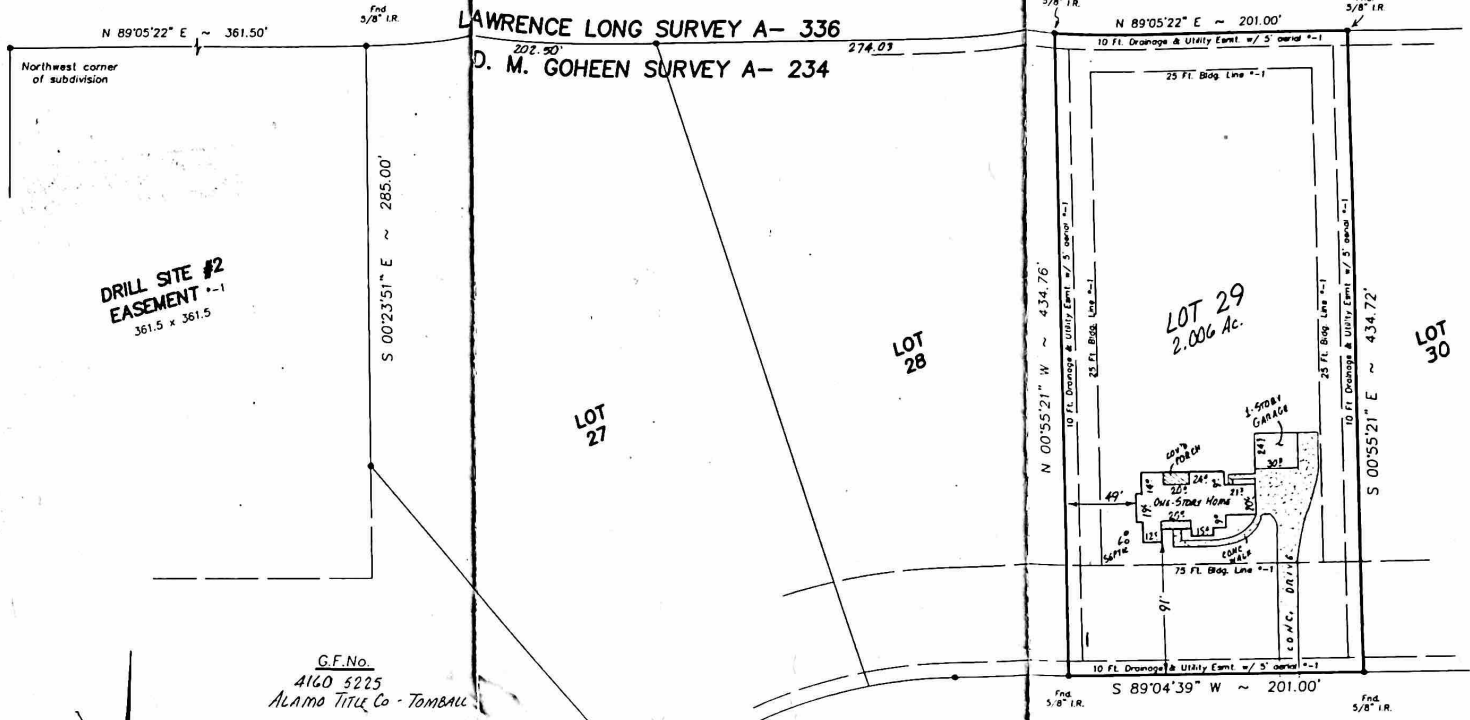 Fnd
5/8" I.R.
N 89°05'22" E ~ 361.50'
Northwest corner
of subdivision
LAWRENCE LONG SURVEY A- 336
202.50'
274.03
D. M. GOHEEN SURVEY A- 234
5/8" I.R.
N 89°05'22" E ~ 201.00'
5/8" I.R.
10 Ft. Drainage & Utility Esmt. w/ 5' aerial *-1
25 Ft. Bldg. Line *-1
S 00°23'51" E ~ 285.00'
DRILL SITE #2
EASEMENT *-1
361.5 x 361.5
LOT
27
LOT
28
N 00°55'21" W ~ 434.76'
10 Ft. Drainage & Utility Esmt. w/ 5' aerial *-1
25 Ft. Bldg. Line *-1
LOT 29
2.006 Ac.
25 Ft. Bldg. Line *-1
10 Ft. Drainage & Utility Esmt. w/ 5' aerial *-1
S 00°55'21" E ~ 434.72'
LOT
30
1-STORY
GARAGE
COV'D
PORCH
ONE-STORY HOME
49'
SEPTIC
CONC
WALK
75 Ft. Bldg. Line *-1
91'
CONC. DRIVE
10 Ft. Drainage & Utility Esmt. w/ 5' aerial *-1
S 89°04'39" W ~ 201.00'
Fnd.
5/8" I.R.
Fnd.
5/8" I.R.
G.F.No.
4160 5225
ALAMO TITLE CO - TOMBALL